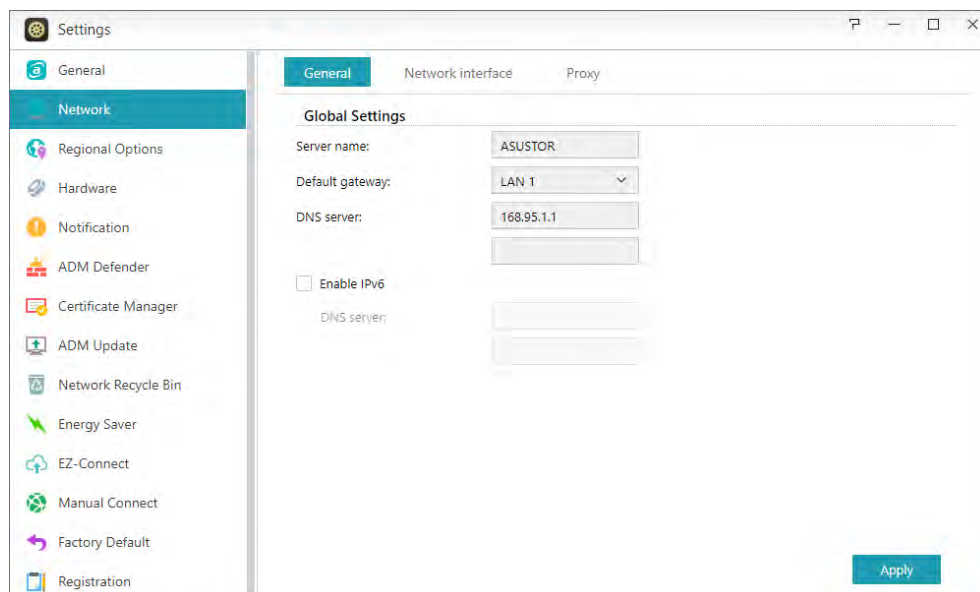 Settings
General
Network
Regional Options
Hardware
Notification
ADM Defender
Certificate Manager
ADM Update
Network Recycle Bin
Energy Saver
EZ-Connect
Manual Connect
Factory Default
Registration
General Network interface Proxy
Global Settings
Server name: ASUSTOR
Default gateway: LAN 1
DNS server: 168.95.1.1
Enable IPv6
DNS server:
Apply